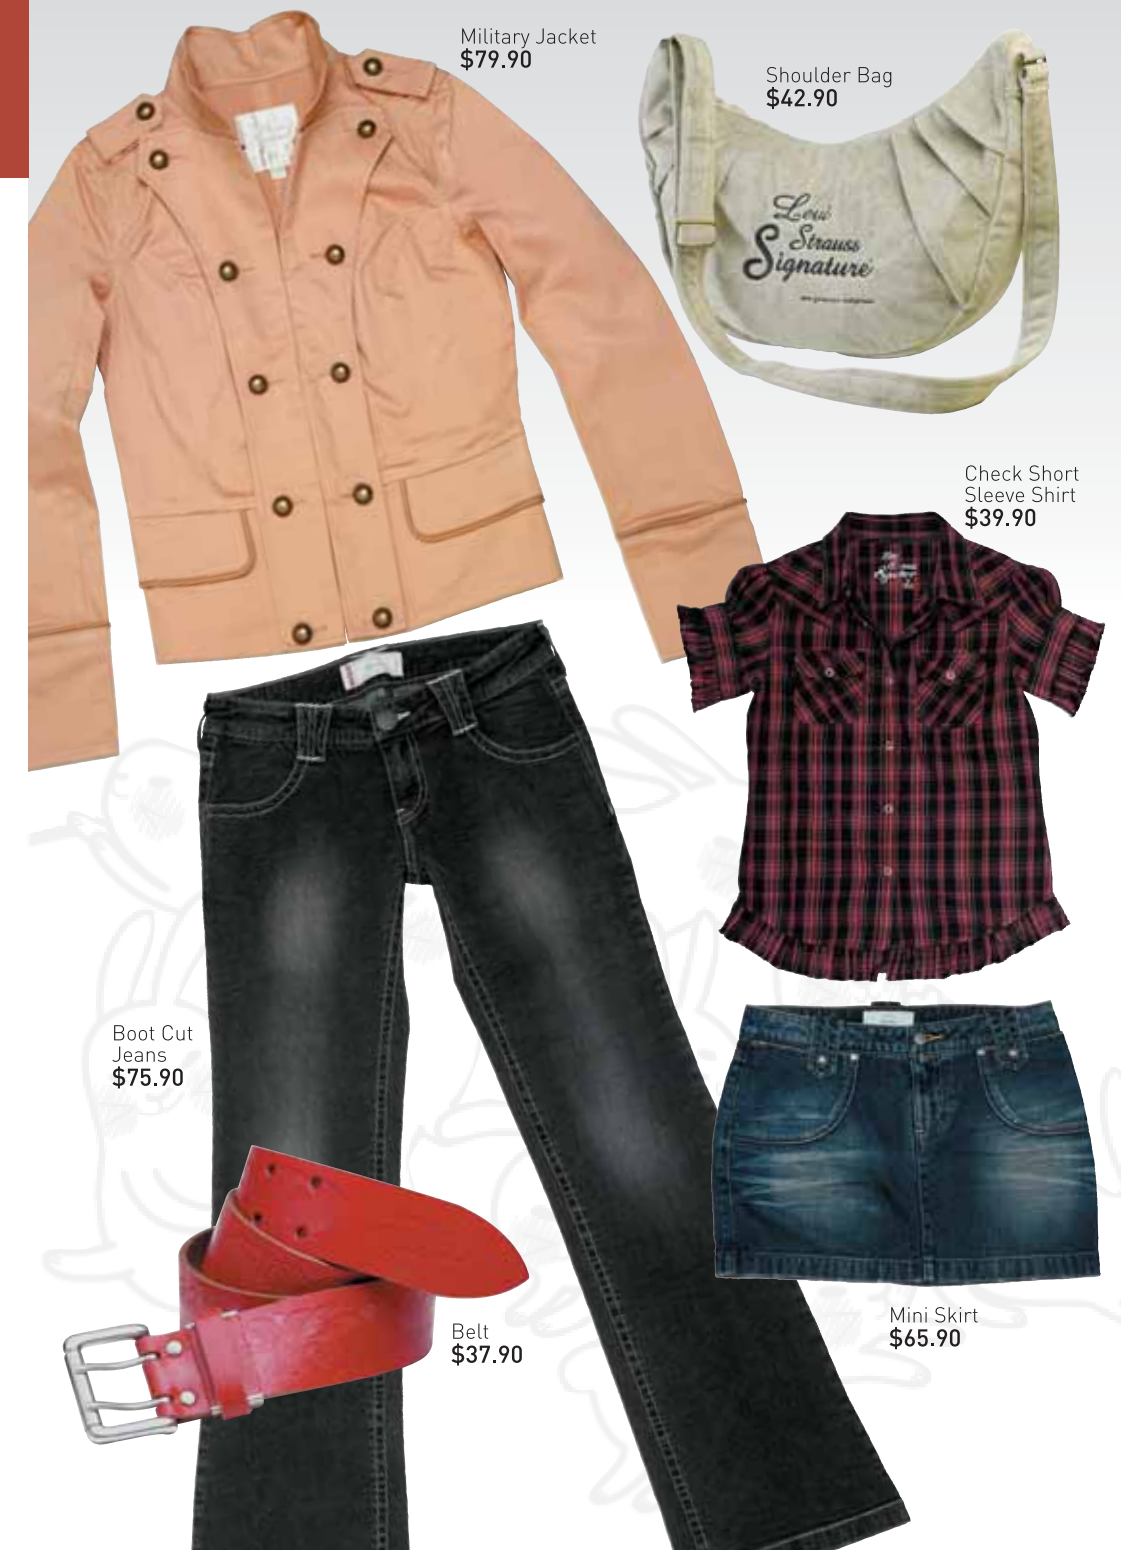 Military Jacket
$79.90
Shoulder Bag
$42.90
Levi
Strauss
Signature
Check Short
Sleeve Shirt
$39.90
Boot Cut
Jeans
$75.90
Belt
$37.90
Mini Skirt
$65.90